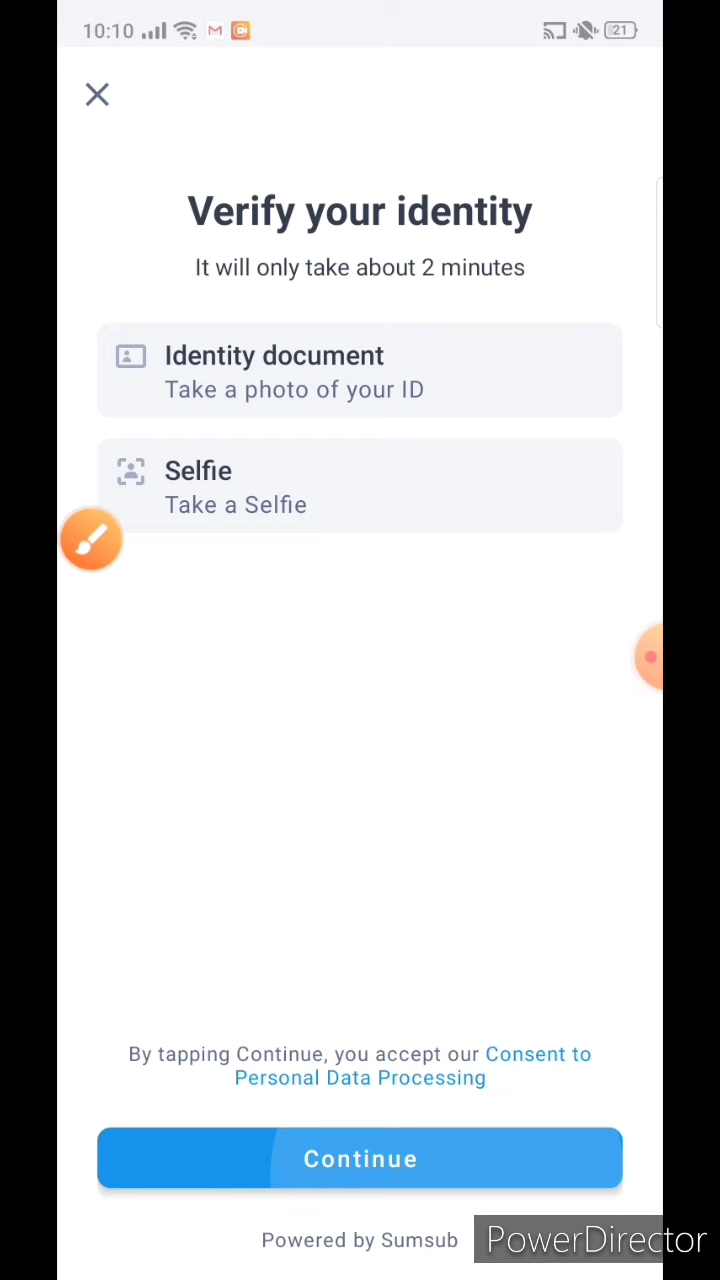 10:10
21
Verify your identity
It will only take about 2 minutes
Identity document
Take a photo of your ID
Selfie
Take a Selfie
By tapping Continue, you accept our Consent to
Personal Data Processing
Continue
Powered by Sumsub
PowerDirector